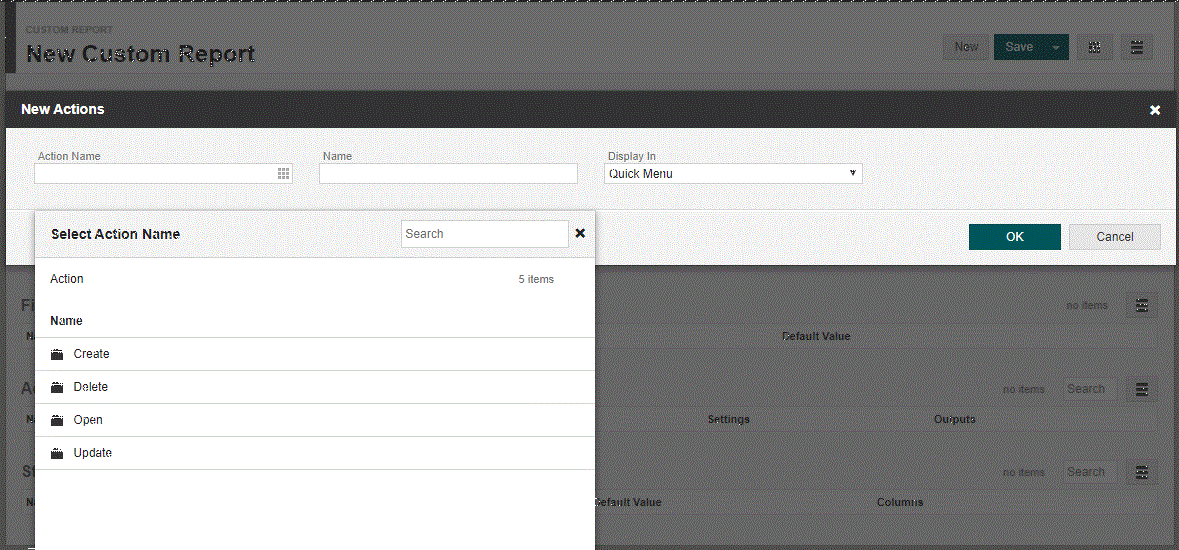 CUSTOM REPORT
New Custom Report
Now
Save
New Actions
Action Name
Name
Display In
Quick Menu
Select Action Name
Search
OK
Cancel
Action
5 items
Name
Create
Delete
Open
Update
no items
Default Value
no items
Search
Settings
Outputs
no items
Search
Default Value
Columns